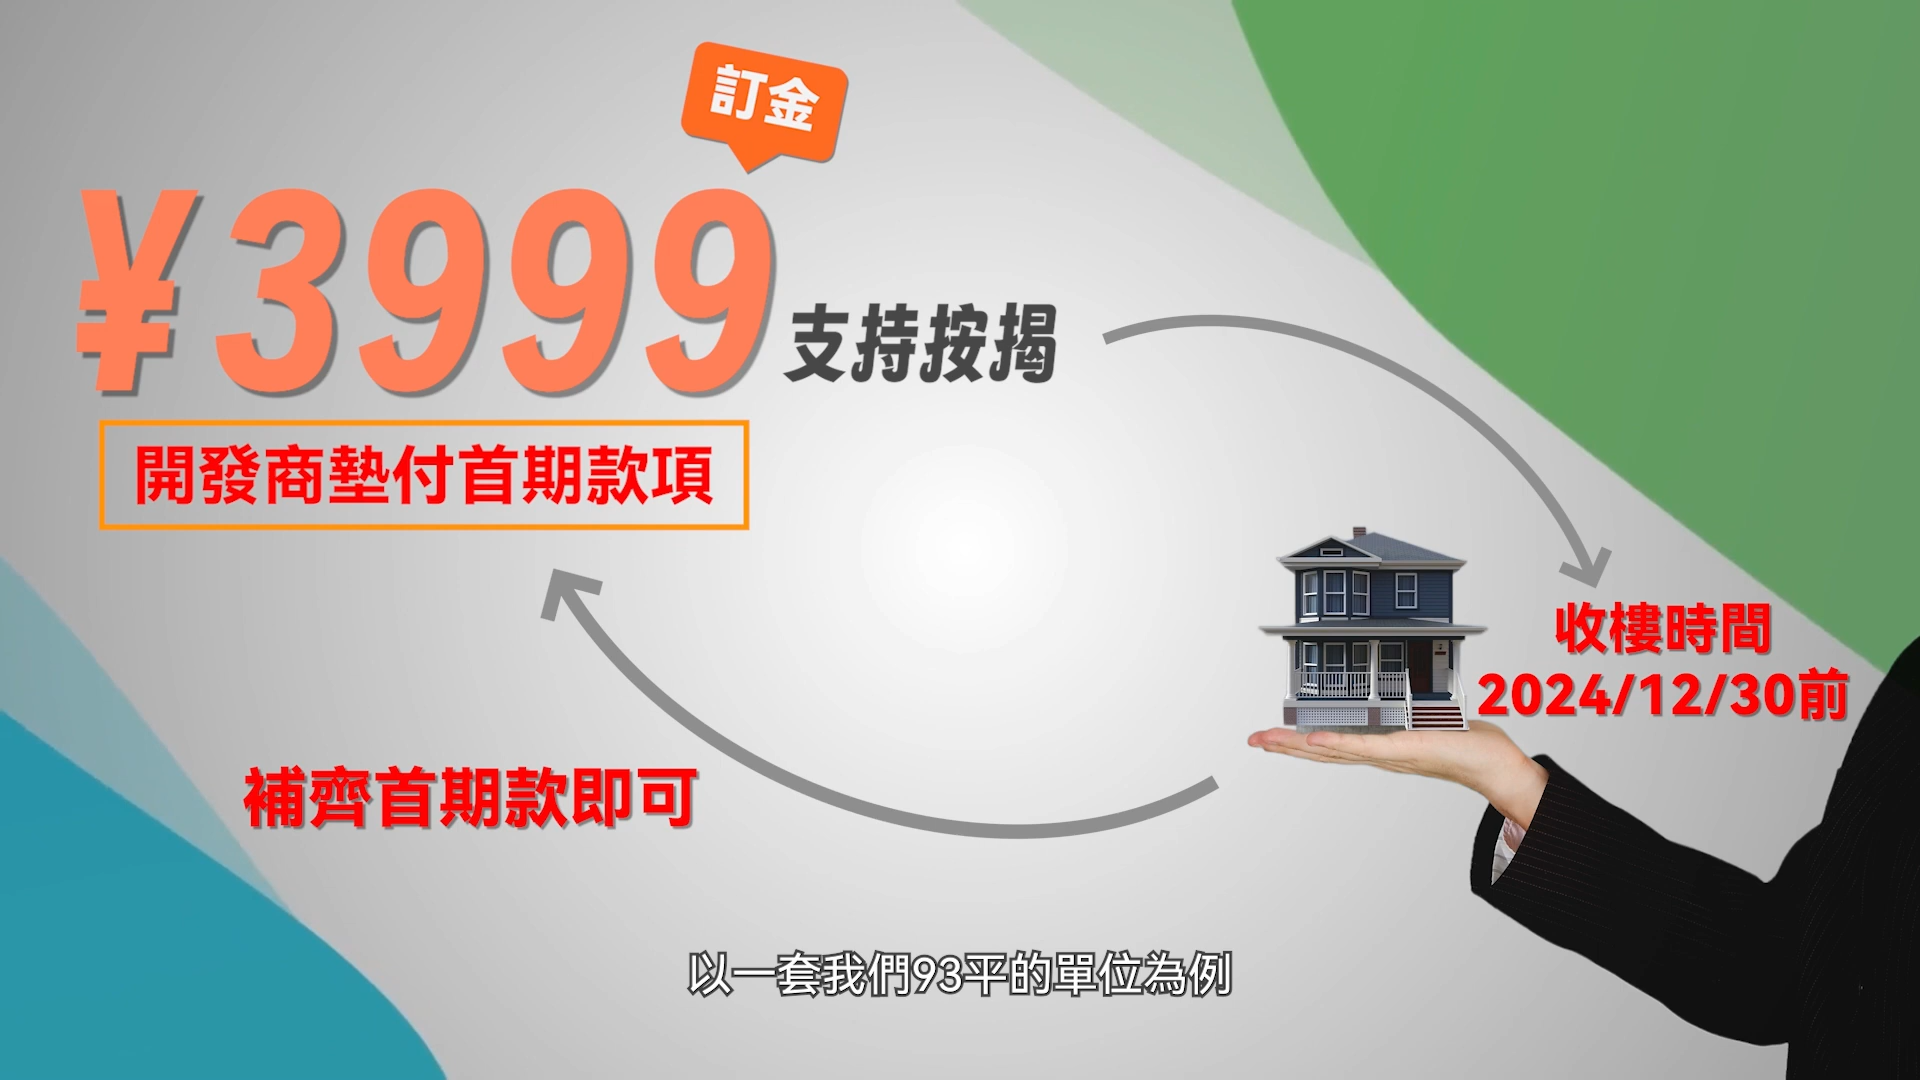 訂金
¥3999
支持按揭
開發商墊付首期款項
收樓時間
2024/12/30前
補齊首期款即可
以一套我們93平的單位為例